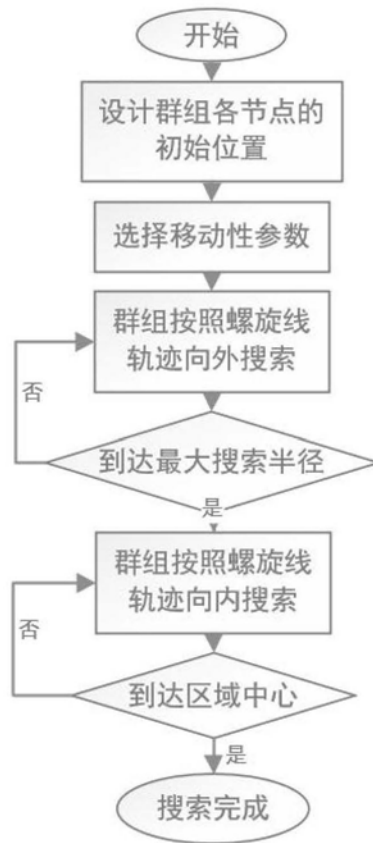 开始
设计群组各节点的
初始位置
选择移动性参数
群组按照螺旋线
轨迹向外搜索
否
到达最大搜索半径
是
群组按照螺旋线
轨迹向内搜索
否
到达区域中心
是
搜索完成